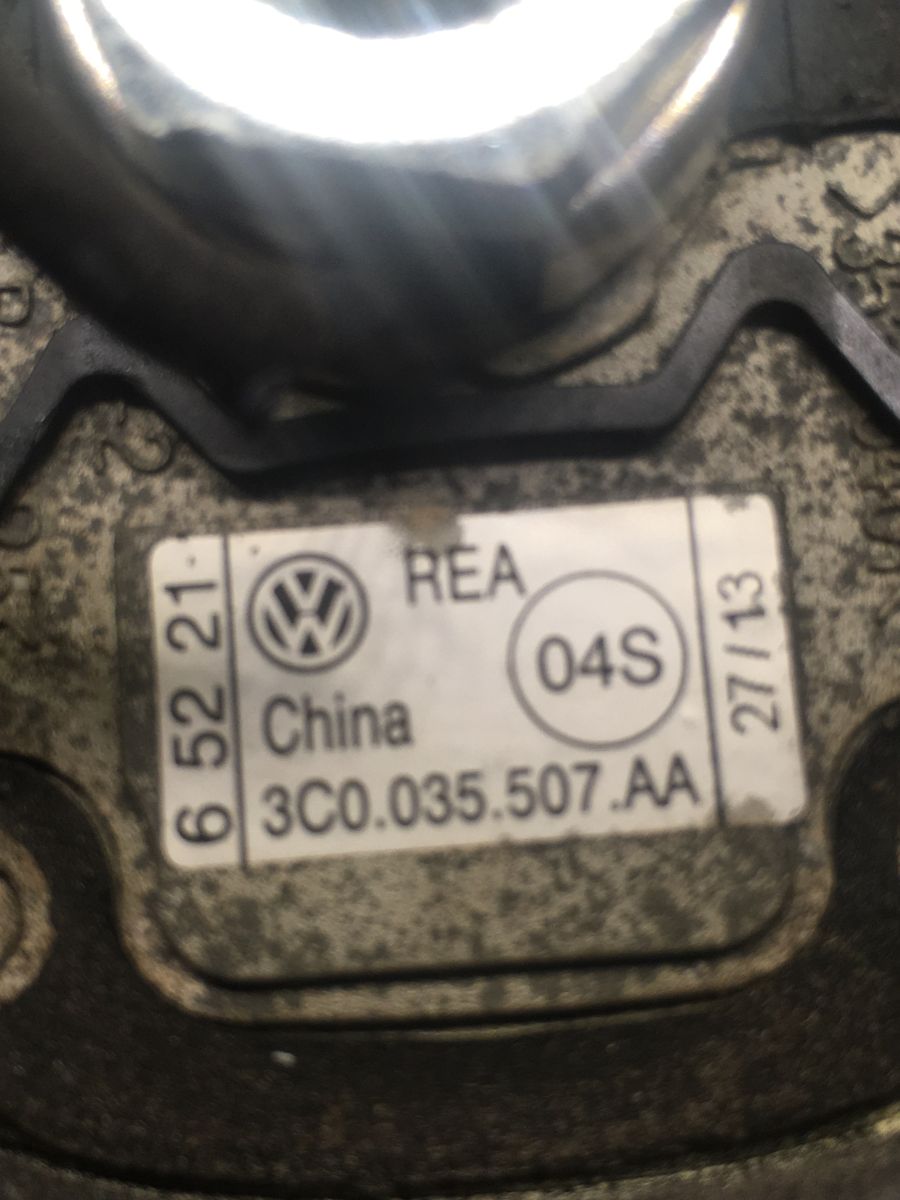 6 52 21
REA
04S
China
3C0.035.507.AA
27/13